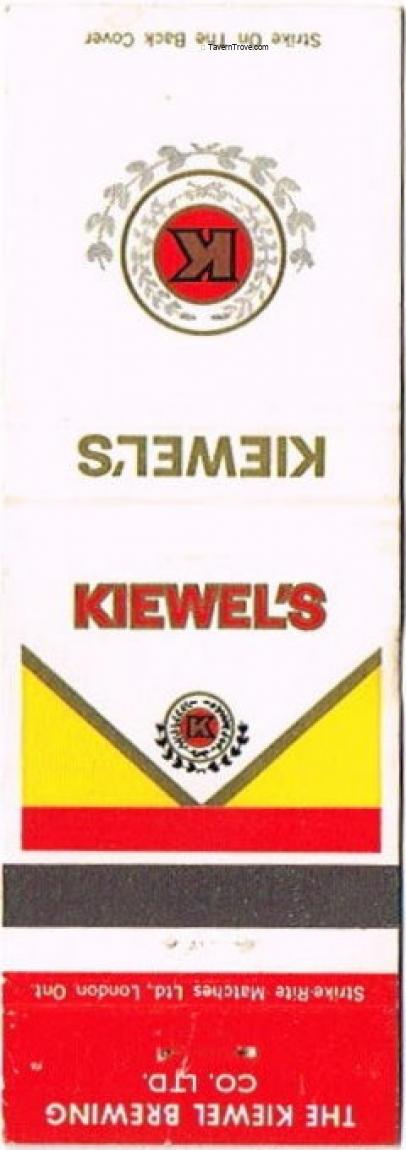 Strike On The Back Cover
© TavernTrove.com
K
KIEWEL'S
KIEWEL'S
K
Strike-Rite Matches Ltd., London, Ont.
THE KIEWEL BREWING
CO. LTD.